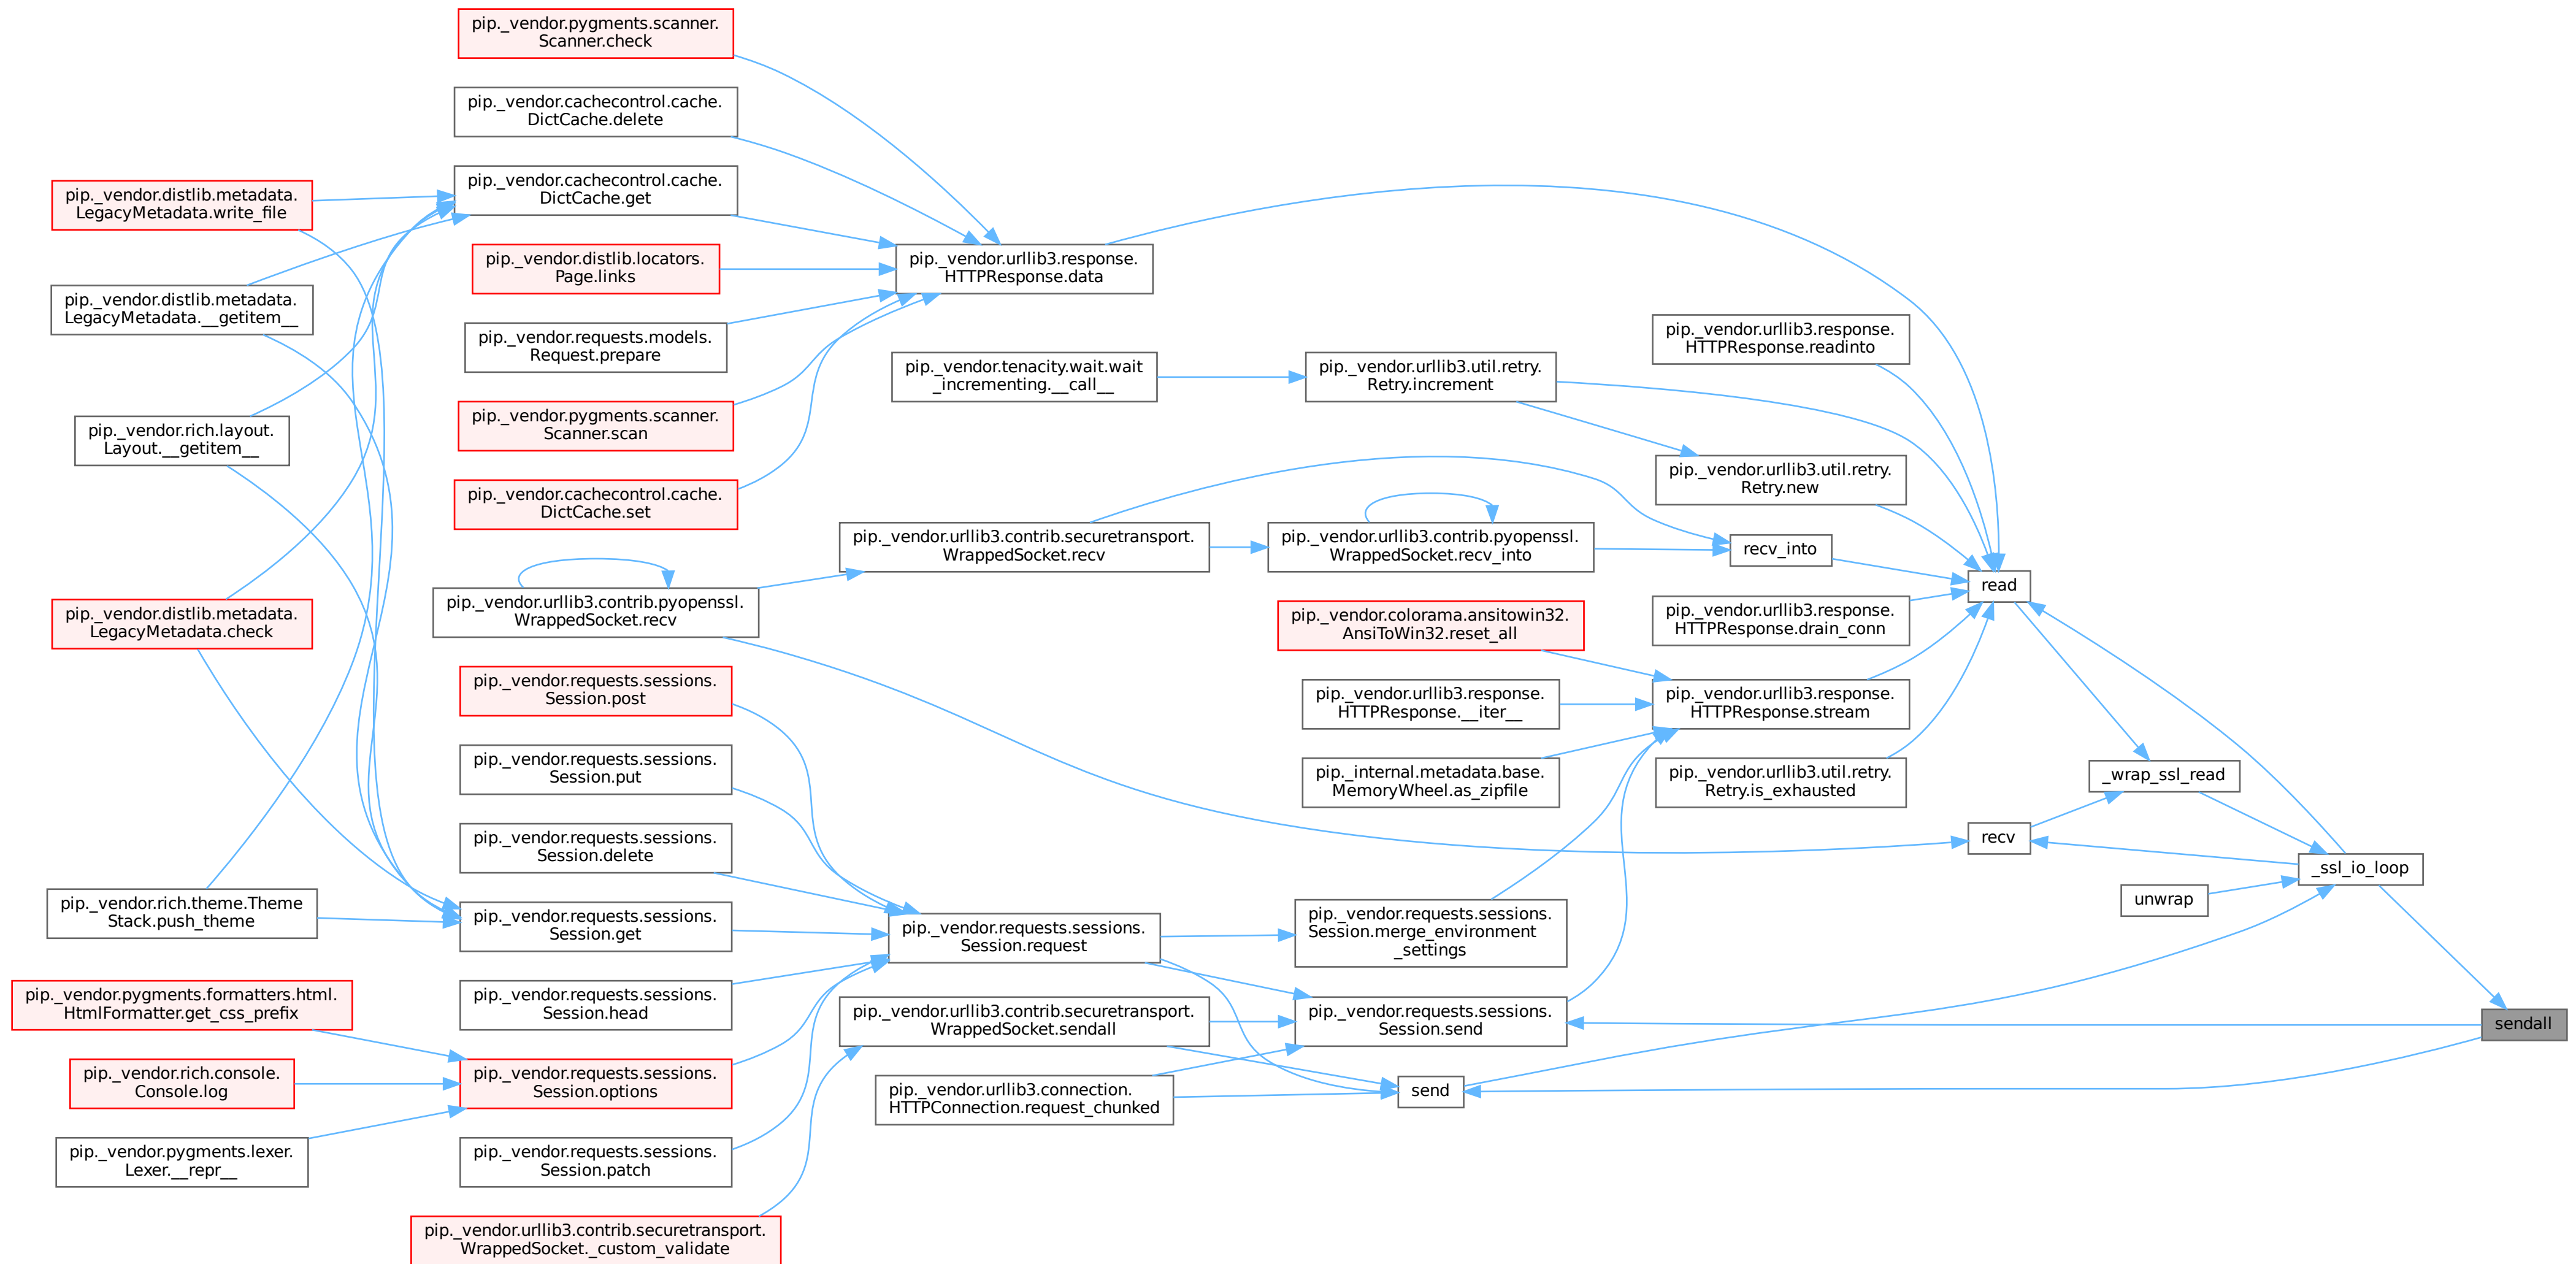 pip._vendor.pygments.scanner.
Scanner.check
pip._vendor.cachecontrol.cache.
DictCache.delete
pip._vendor.cachecontrol.cache.
DictCache.get
pip._vendor.distlib.metadata.
LegacyMetadata.write_file
pip._vendor.distlib.locators.
Page.links
pip._vendor.urllib3.response.
HTTPResponse.data
pip._vendor.distlib.metadata.
LegacyMetadata.__getitem__
pip._vendor.requests.models.
Request.prepare
pip._vendor.urllib3.response.
HTTPResponse.readinto
pip._vendor.tenacity.wait.wait
_incrementing.__call__
pip._vendor.urllib3.util.retry.
Retry.increment
pip._vendor.rich.layout.
Layout.__getitem__
pip._vendor.pygments.scanner.
Scanner.scan
pip._vendor.urllib3.util.retry.
Retry.new
pip._vendor.cachecontrol.cache.
DictCache.set
pip._vendor.urllib3.contrib.securetransport.
WrappedSocket.recv
pip._vendor.urllib3.contrib.pyopenssl.
WrappedSocket.recv_into
recv_into
read
pip._vendor.urllib3.contrib.pyopenssl.
WrappedSocket.recv
pip._vendor.distlib.metadata.
LegacyMetadata.check
pip._vendor.colorama.ansitowin32.
AnsiToWin32.reset_all
pip._vendor.urllib3.response.
HTTPResponse.drain_conn
pip._vendor.requests.sessions.
Session.post
pip._vendor.urllib3.response.
HTTPResponse.__iter__
pip._vendor.urllib3.response.
HTTPResponse.stream
pip._vendor.requests.sessions.
Session.put
pip._internal.metadata.base.
MemoryWheel.as_zipfile
pip._vendor.urllib3.util.retry.
Retry.is_exhausted
_wrap_ssl_read
pip._vendor.requests.sessions.
Session.delete
recv
_ssl_io_loop
unwrap
pip._vendor.rich.theme.Theme
Stack.push_theme
pip._vendor.requests.sessions.
Session.get
pip._vendor.requests.sessions.
Session.request
pip._vendor.requests.sessions.
Session.merge_environment
_settings
pip._vendor.pygments.formatters.html.
HtmlFormatter.get_css_prefix
pip._vendor.requests.sessions.
Session.head
pip._vendor.urllib3.contrib.securetransport.
WrappedSocket.sendall
pip._vendor.requests.sessions.
Session.send
sendall
pip._vendor.rich.console.
Console.log
pip._vendor.requests.sessions.
Session.options
pip._vendor.urllib3.connection.
HTTPConnection.request_chunked
send
pip._vendor.pygments.lexer.
Lexer.__repr__
pip._vendor.requests.sessions.
Session.patch
pip._vendor.urllib3.contrib.securetransport.
WrappedSocket._custom_validate